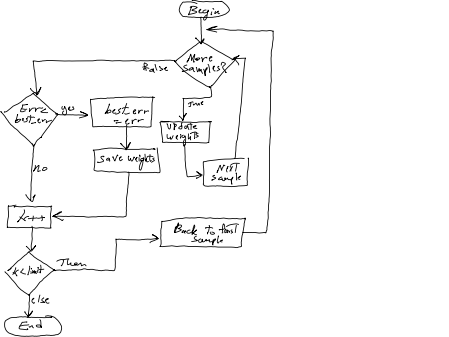 Begin
More
samples?
False
True
Err<
best_err
yes
best_err
=err
Update
weights
save weights
Next
sample
no
k++
Back to first
sample
k<limit
Then
else
End